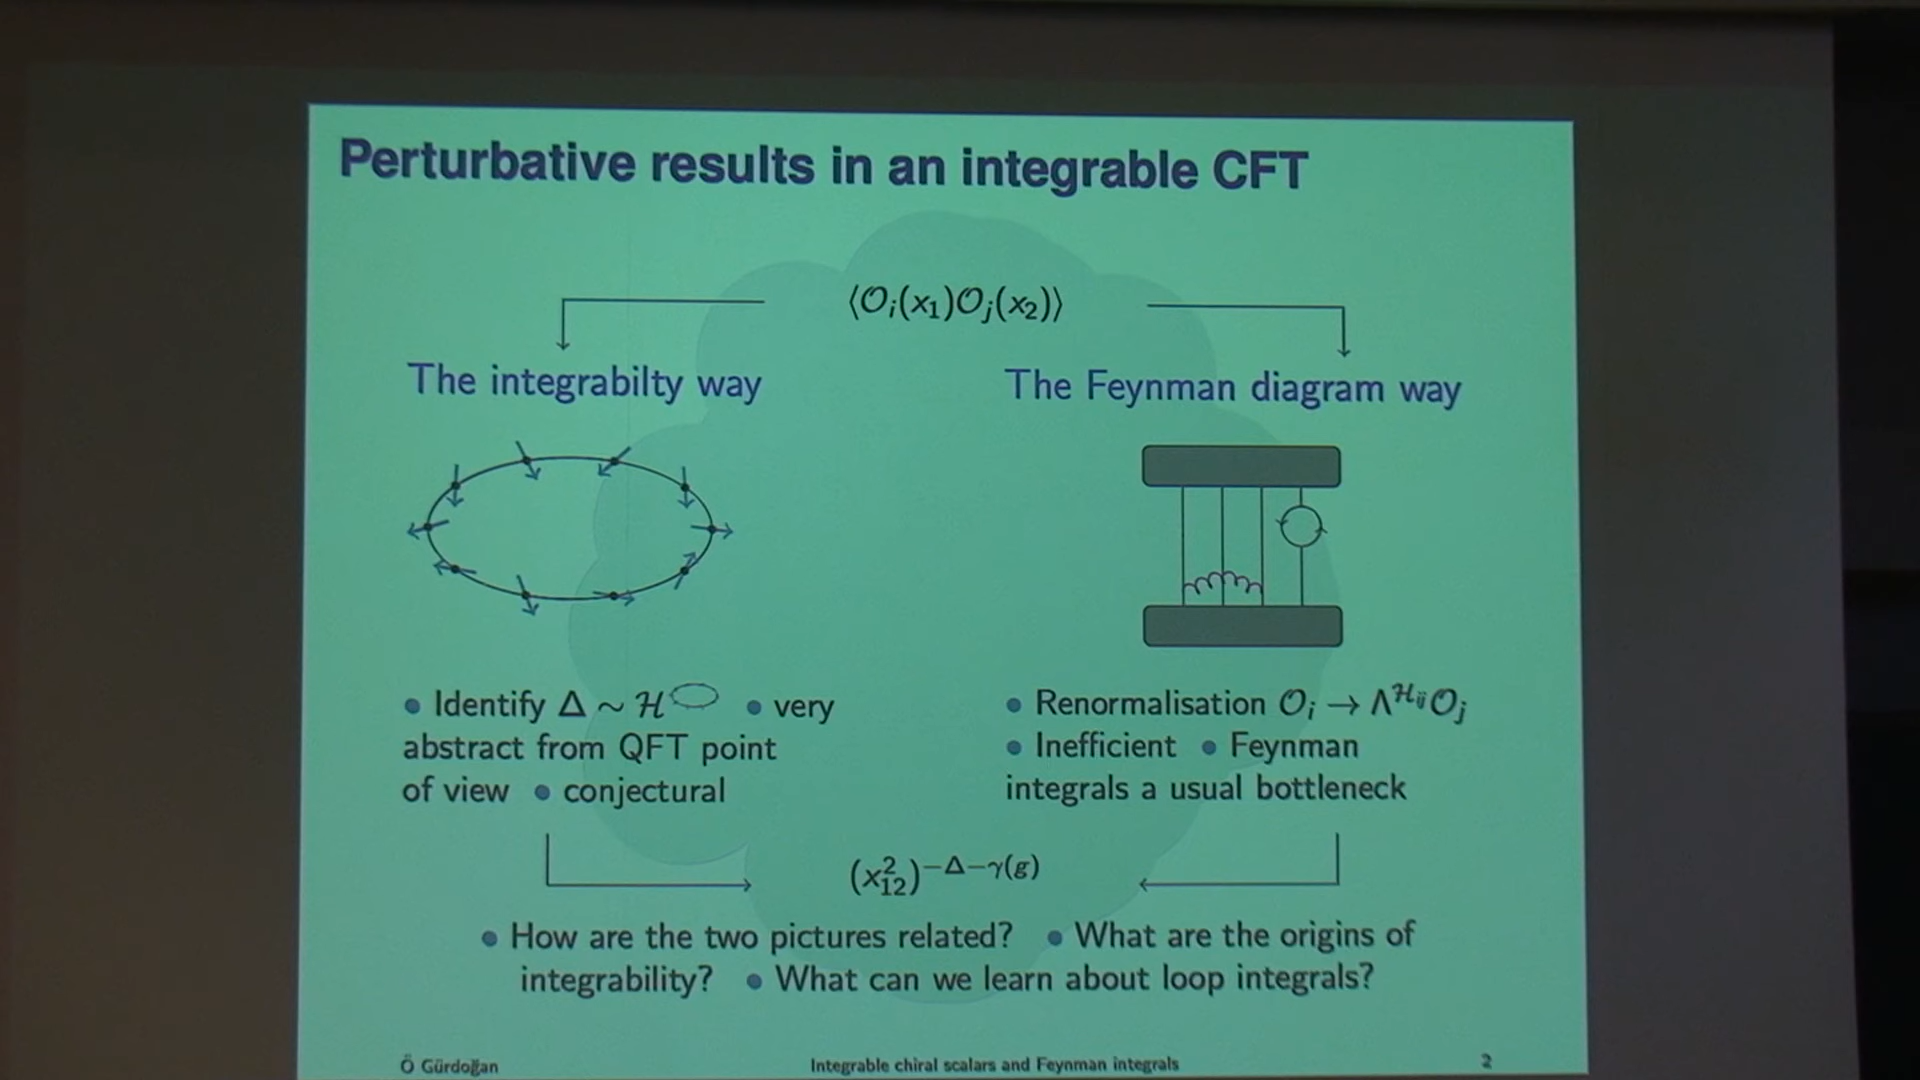 Perturbative results in an integrable CFT
⟨𝒪ᵢ(x₁)𝒪ⱼ(x₂)⟩
The integrabilty way
The Feynman diagram way
• Identify Δ ∼ ℋ • very
abstract from QFT point
of view • conjectural
• Renormalisation 𝒪ᵢ → Λ^{ℋᵢⱼ}𝒪ⱼ
• Inefficient • Feynman
integrals a usual bottleneck
(x₁₂²)^{−Δ−γ(g)}
• How are the two pictures related? • What are the origins of
integrability? • What can we learn about loop integrals?
Ö Gürdoğan Integrable chiral scalars and Feynman integrals 2